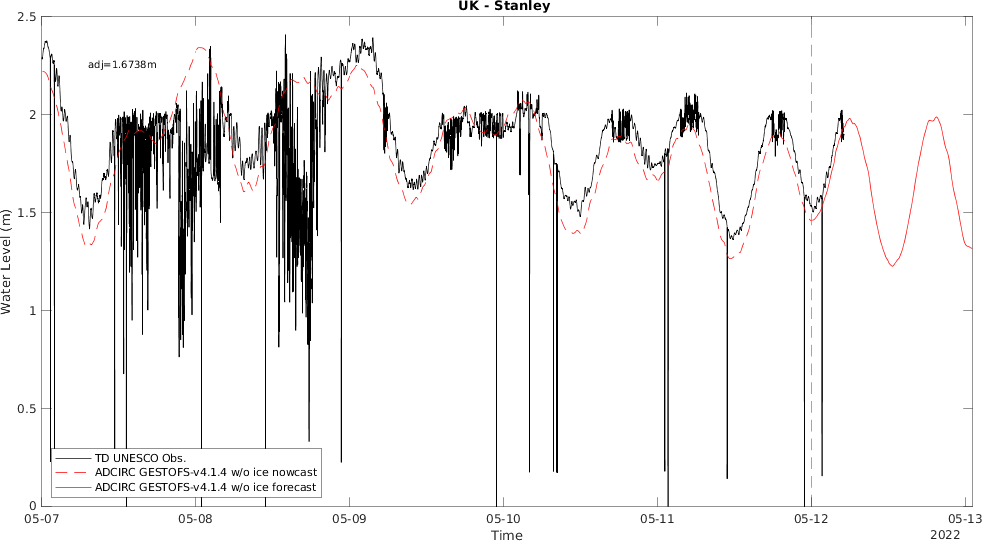 UK - Stanley
2.5
adj=1.6738m
2
1.5
Water Level (m)
1
0.5
TD UNESCO Obs.
ADCIRC GESTOFS-v4.1.4 w/o ice nowcast
ADCIRC GESTOFS-v4.1.4 w/o ice forecast
0
05-07 05-08 05-09 05-10 05-11 05-12 05-13
Time
2022